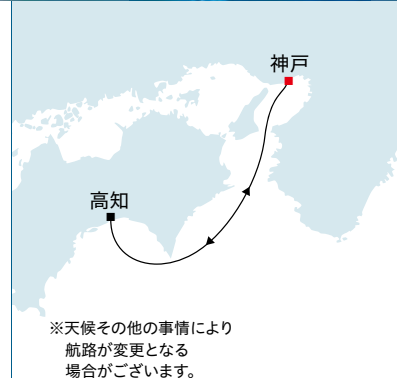 神戸
高知
※天候その他の事情により
航路が変更となる
場合がございます。